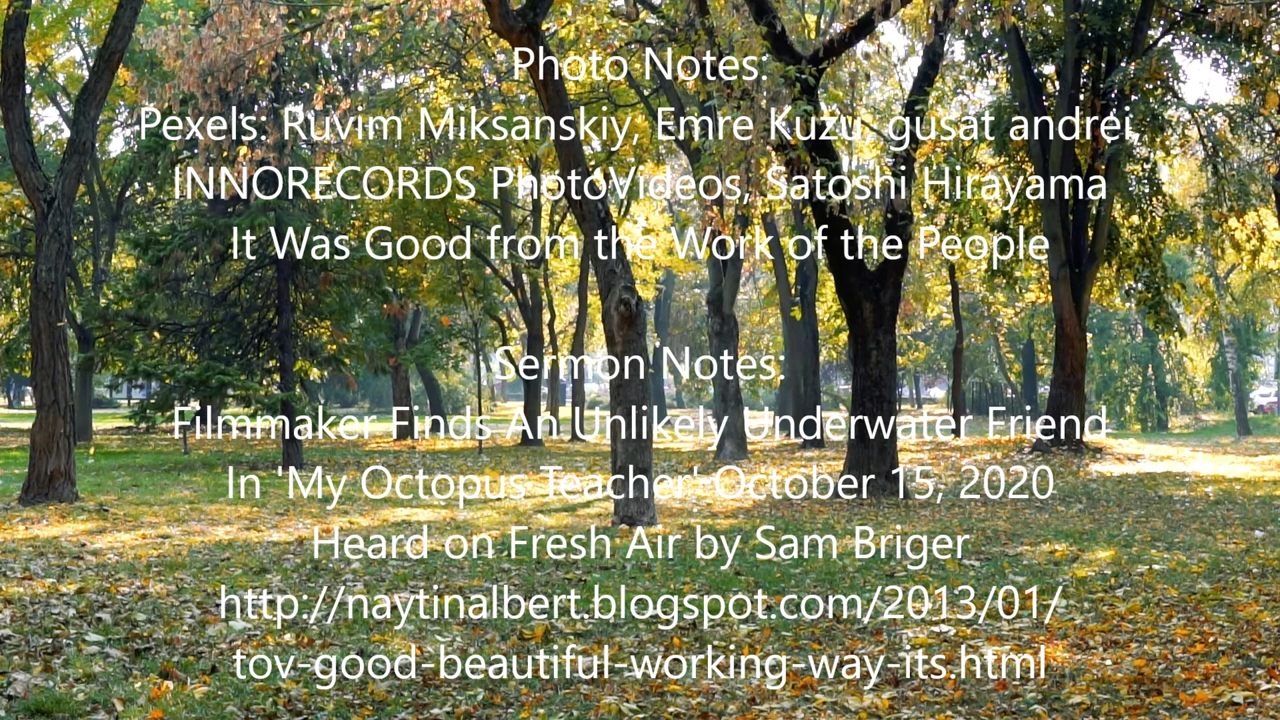 Photo Notes:
Pexels: Ruvim Miksanskiy, Emre Kuzu, gusat andrei,
INNORECORDS Photo\/Videos, Satoshi Hirayama
It Was Good from the Work of the People
Sermon Notes:
Filmmaker Finds An Unlikely Underwater Friend
In 'My Octopus Teacher' October 15, 2020
Heard on Fresh Air by Sam Briger
http://naytinalbert.blogspot.com/2013/01/
tov-good-beautiful-working-way-its.html